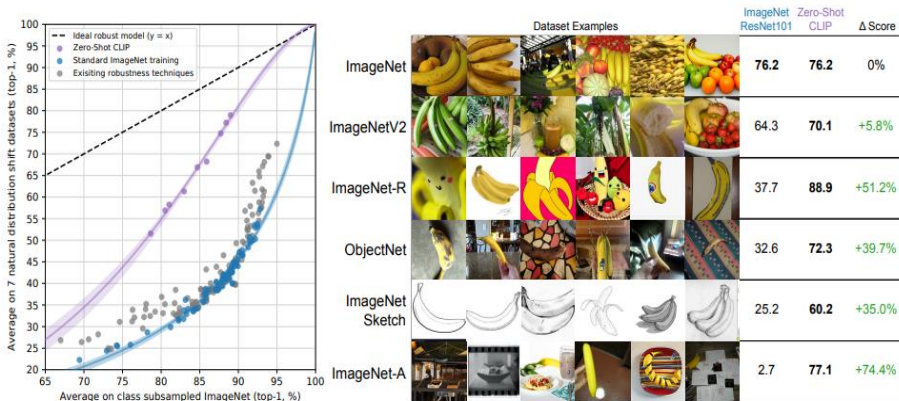 Average on 7 natural distribution shift datasets (top-1, %)
100
95
90
85
80
75
70
65
60
55
50
45
40
35
30
25
20
Ideal robust model (y = x)
Zero-Shot CLIP
Standard ImageNet training
Exisiting robustness techniques
65 70 75 80 85 90 95 100
Average on class subsampled ImageNet (top-1, %)
Dataset Examples
ImageNet
ResNet101
Zero-Shot
CLIP
Δ Score
ImageNet 76.2 76.2 0%
ImageNetV2 64.3 70.1 +5.8%
ImageNet-R 37.7 88.9 +51.2%
ObjectNet 32.6 72.3 +39.7%
ImageNet
Sketch 25.2 60.2 +35.0%
ImageNet-A 2.7 77.1 +74.4%